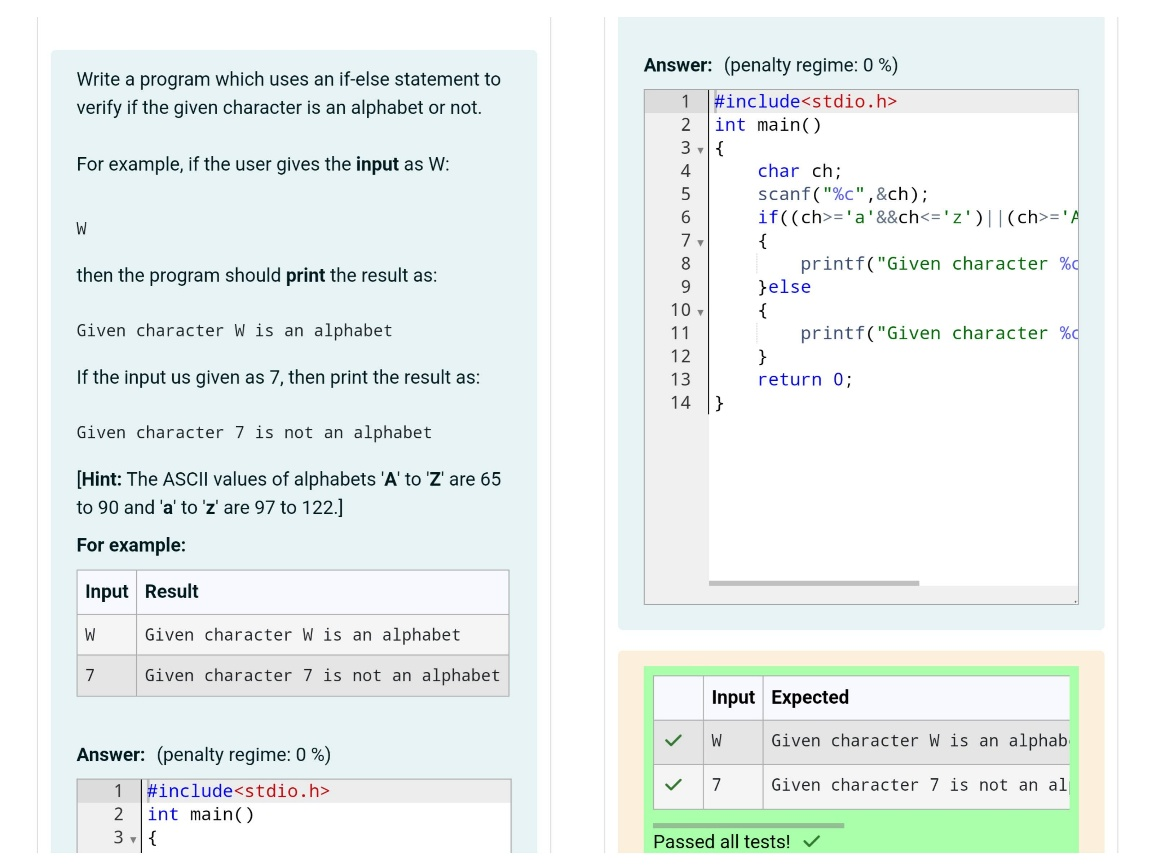 Write a program which uses an if-else statement to
verify if the given character is an alphabet or not.
For example, if the user gives the input as W:
W
then the program should print the result as:
Given character W is an alphabet
If the input us given as 7, then print the result as:
Given character 7 is not an alphabet
[Hint: The ASCII values of alphabets 'A' to 'Z' are 65
to 90 and 'a' to 'z' are 97 to 122.]
For example:
Input Result
W Given character W is an alphabet
7 Given character 7 is not an alphabet
Answer: (penalty regime: 0 %)
1 #include<stdio.h>
2 int main()
3 {
Answer: (penalty regime: 0 %)
1 #include<stdio.h>
2 int main()
3 {
4 char ch;
5 scanf("%c",&ch);
6 if((ch>='a'&&ch<='z')||(ch>='A
7 {
8 printf("Given character %c
9 }else
10 {
11 printf("Given character %c
12 }
13 return 0;
14 }
Input Expected
W Given character W is an alphab
7 Given character 7 is not an al
Passed all tests!